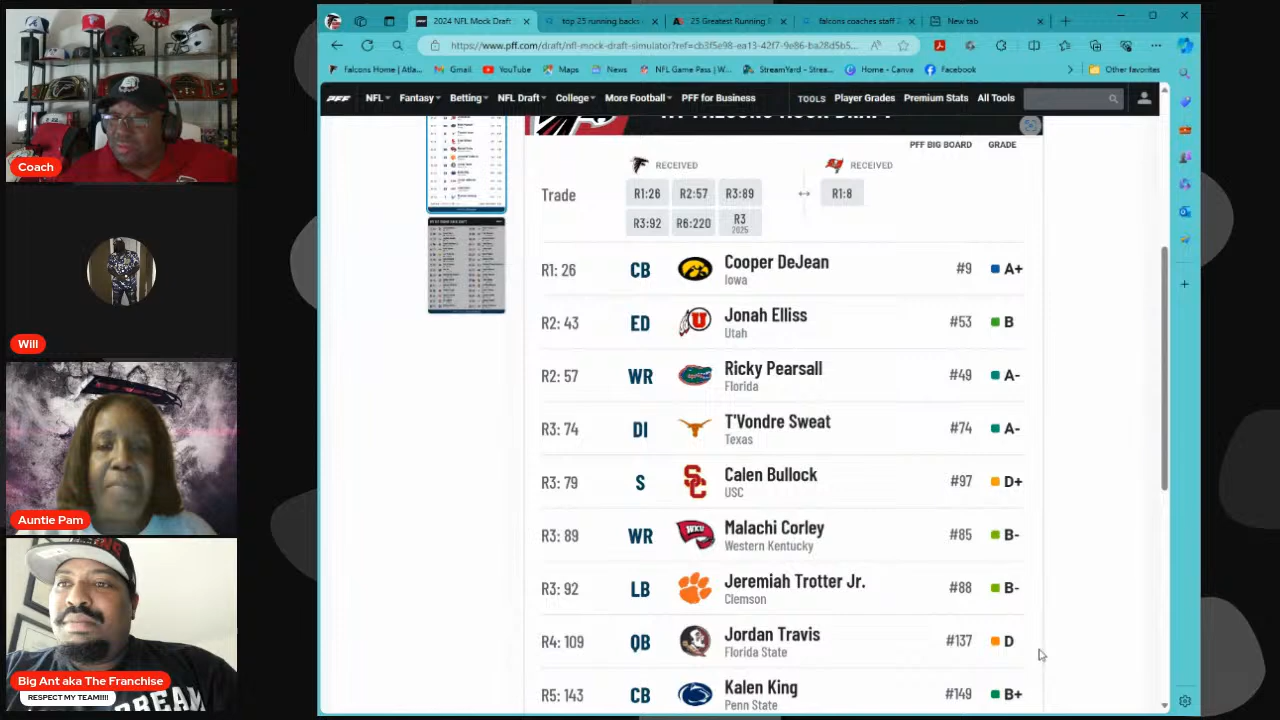 2024 NFL Mock Draft
top 25 running backs
25 Greatest Running B
falcons coaches staff 2
New tab
https://www.pff.com/draft/nfl-mock-draft-simulator?ref=cb3f5e98-ea13-42f7-9e86-ba28d5b5...
Falcons Home | Atla...
Gmail
YouTube
Maps
News
NFL Game Pass | W...
StreamYard - Strea...
Home - Canva
Facebook
Other favorites
PFF
NFL
Fantasy
Betting
NFL Draft
College
More Football
PFF for Business
TOOLS
Player Grades
Premium Stats
All Tools
PFF BIG BOARD GRADE
RECEIVED
RECEIVED
Trade
R1:26 R2:57 R3:89
R1:8
R3:92 R6:220 R3 2025
R1: 26 CB Cooper DeJean #9 A+
Iowa
R2: 43 ED Jonah Elliss #53 B
Utah
R2: 57 WR Ricky Pearsall #49 A-
Florida
R3: 74 DI T'Vondre Sweat #74 A-
Texas
R3: 79 S Calen Bullock #97 D+
USC
R3: 89 WR Malachi Corley #85 B-
Western Kentucky
R3: 92 LB Jeremiah Trotter Jr. #88 B-
Clemson
R4: 109 QB Jordan Travis #137 D
Florida State
R5: 143 CB Kalen King #149 B+
Penn State
Coach
Will
Auntie Pam
Big Ant aka The Franchise
RESPECT MY TEAM!!!!